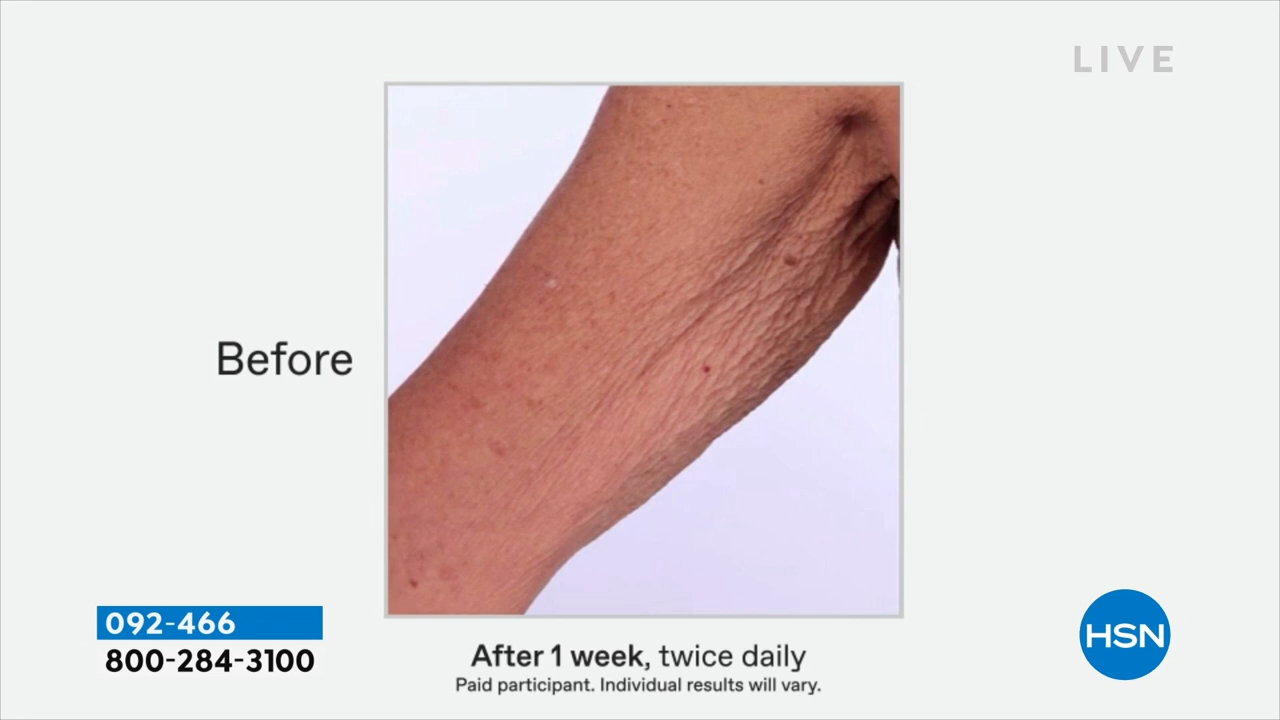 LIVE
Before
092-466
800-284-3100
After 1 week, twice daily
Paid participant. Individual results will vary.
HSN